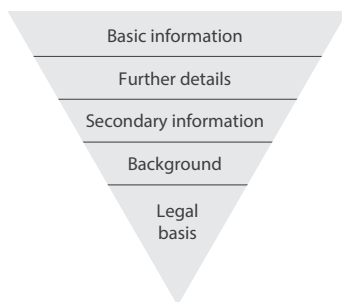 Basic information
Further details
Secondary information
Background
Legal
basis